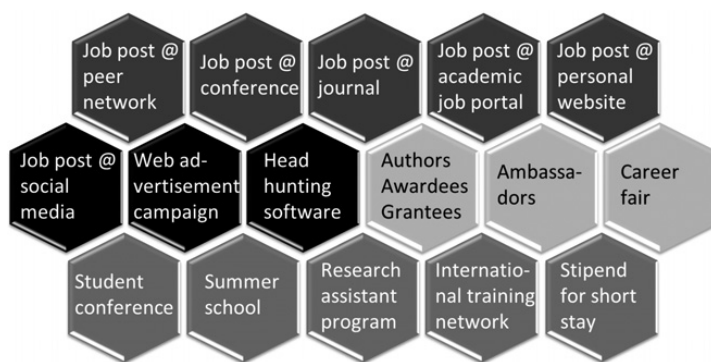 Job post @
peer
network
Job post @
conference
Job post @
journal
Job post @
academic
job portal
Job post @
personal
website
Job post @
social
media
Web ad-
vertisement
campaign
Head
hunting
software
Authors
Awardees
Grantees
Ambassa-
dors
Career
fair
Student
conference
Summer
school
Research
assistant
program
Internatio-
nal training
network
Stipend
for short
stay